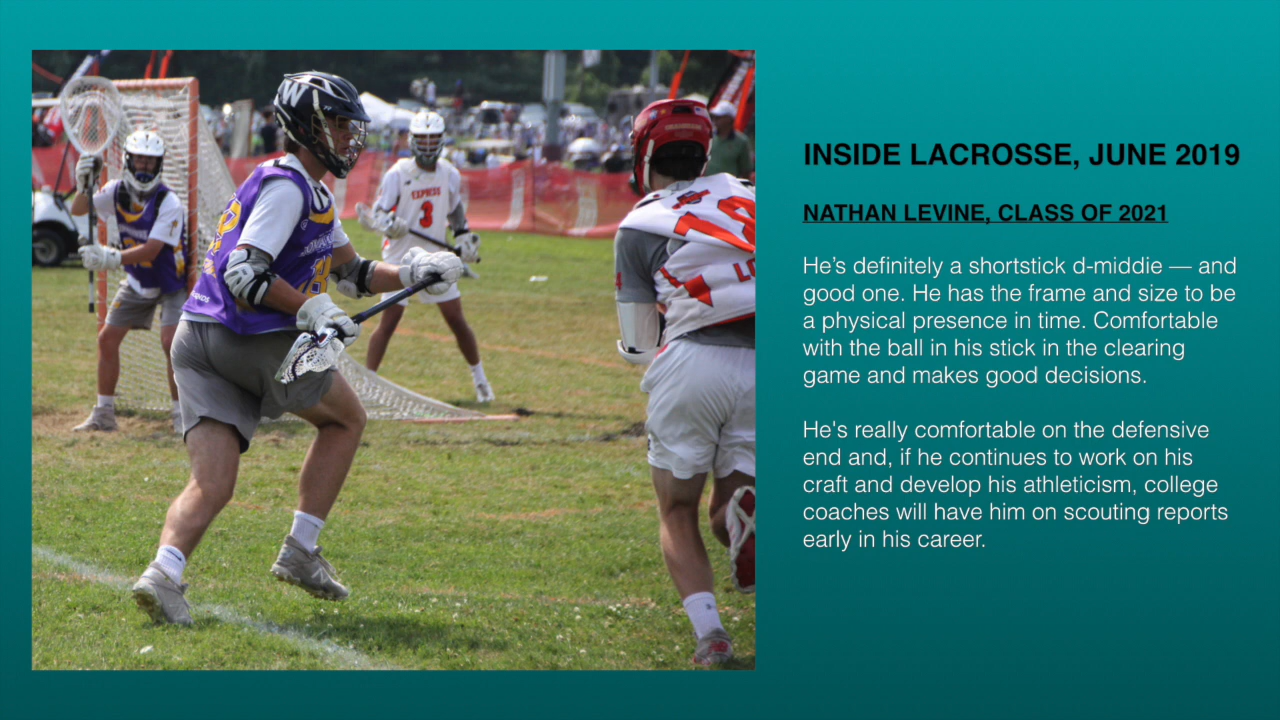 INSIDE LACROSSE, JUNE 2019
NATHAN LEVINE, CLASS OF 2021
He’s definitely a shortstick d-middie — and
good one. He has the frame and size to be
a physical presence in time. Comfortable
with the ball in his stick in the clearing
game and makes good decisions.
He's really comfortable on the defensive
end and, if he continues to work on his
craft and develop his athleticism, college
coaches will have him on scouting reports
early in his career.
W
EXPRESS
3